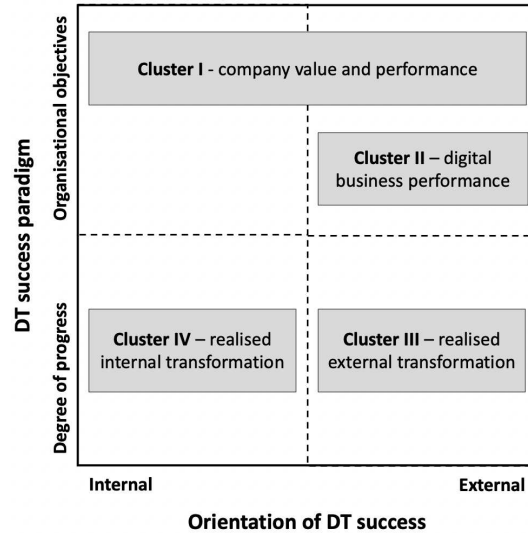 DT success paradigm
Organisational objectives
Degree of progress
Cluster I - company value and performance
Cluster II – digital
business performance
Cluster IV – realised
internal transformation
Cluster III – realised
external transformation
Internal
External
Orientation of DT success